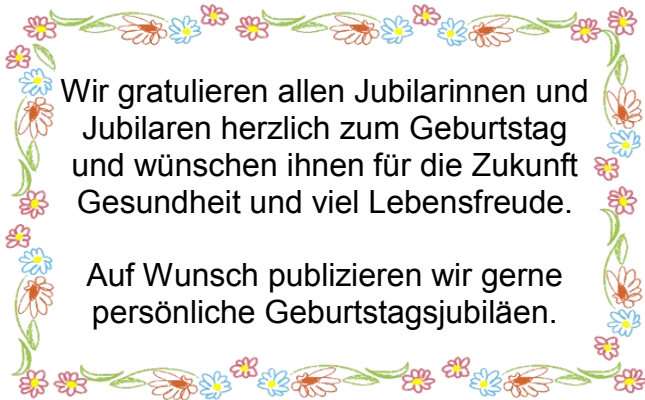 Wir gratulieren allen Jubilarinnen und
Jubilaren herzlich zum Geburtstag
und wünschen ihnen für die Zukunft
Gesundheit und viel Lebensfreude.
Auf Wunsch publizieren wir gerne
persönliche Geburtstagsjubiläen.